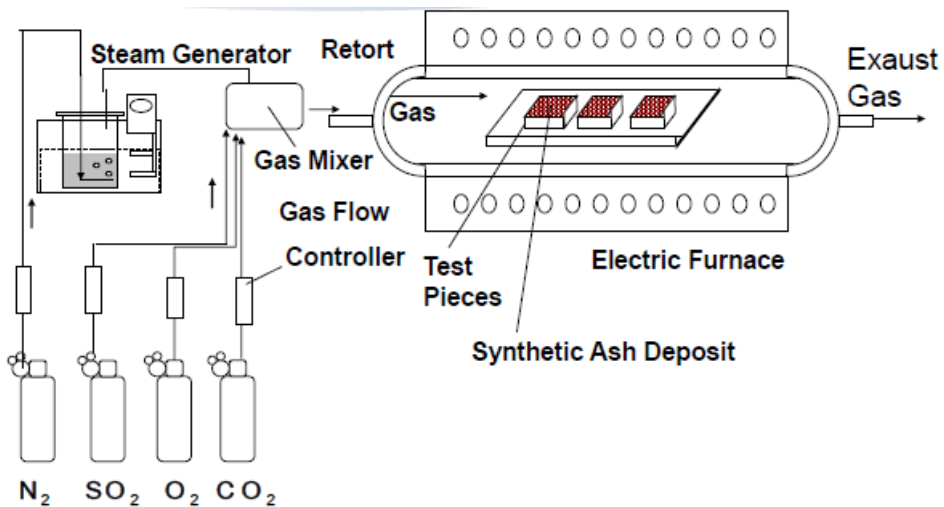 Steam Generator
Retort
Exaust
Gas
Gas
Gas Mixer
Gas Flow
Controller
Test
Pieces
Electric Furnace
Synthetic Ash Deposit
N₂ SO₂ O₂ CO₂